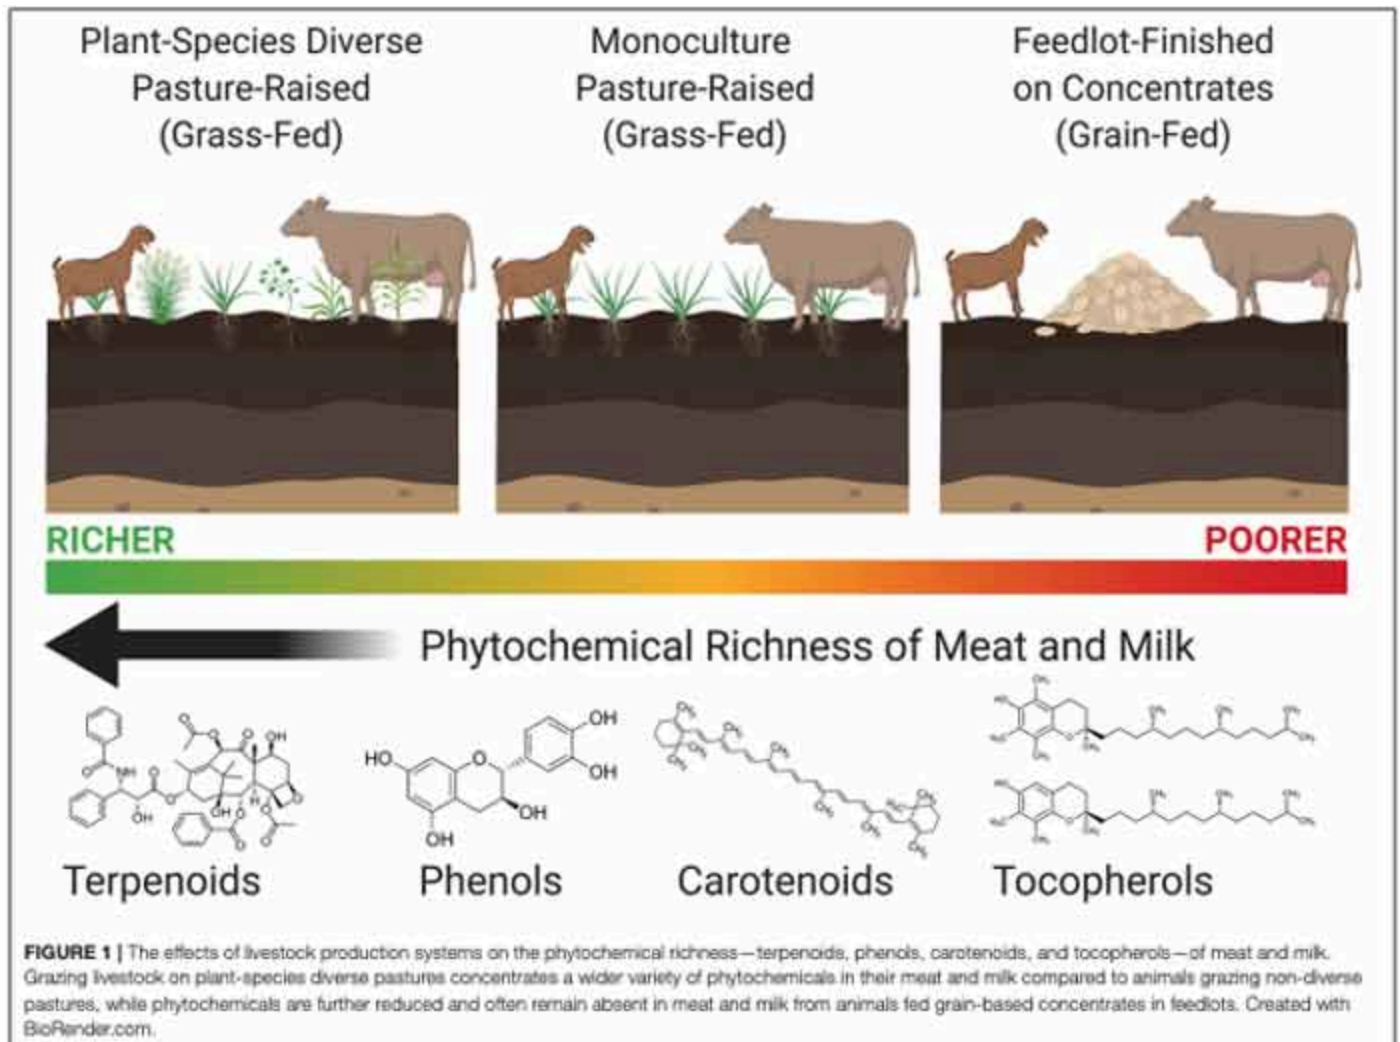 Plant-Species Diverse
Pasture-Raised
(Grass-Fed)
Monoculture
Pasture-Raised
(Grass-Fed)
Feedlot-Finished
on Concentrates
(Grain-Fed)
RICHER
POORER
Phytochemical Richness of Meat and Milk
Terpenoids
Phenols
Carotenoids
Tocopherols
FIGURE 1 | The effects of livestock production systems on the phytochemical richness—terpenoids, phenols, carotenoids, and tocopherols—of meat and milk.
Grazing livestock on plant-species diverse pastures concentrates a wider variety of phytochemicals in their meat and milk compared to animals grazing non-diverse
pastures, while phytochemicals are further reduced and often remain absent in meat and milk from animals fed grain-based concentrates in feedlots. Created with
BioRender.com.